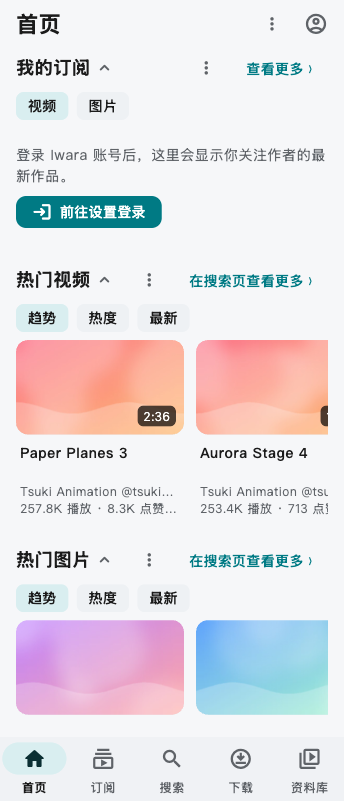 首页
我的订阅
查看更多 ›
视频
图片
登录 Iwara 账号后，这里会显示你关注作者的最
新作品。
前往设置登录
热门视频
在搜索页查看更多 ›
趋势
热度
最新
2:36
Paper Planes 3
Aurora Stage 4
Tsuki Animation @tsuki...
Tsuki Animation @tsu
257.8K 播放 · 8.3K 点赞...
253.4K 播放 · 713 点
热门图片
在搜索页查看更多 ›
趋势
热度
最新
首页
订阅
搜索
下载
资料库